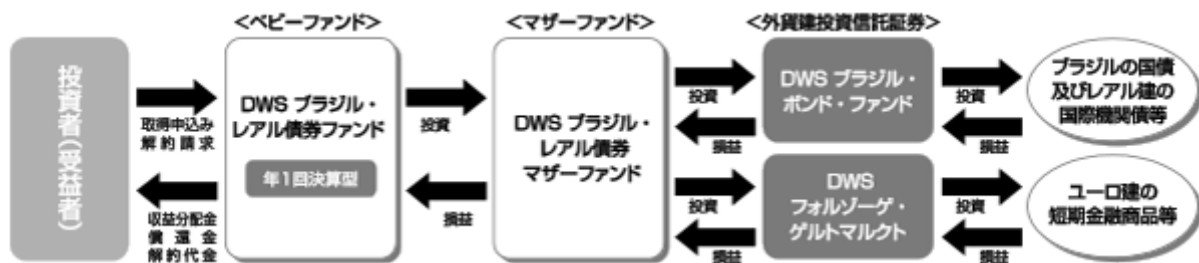 <ベビーファンド>
<マザーファンド>
<外貨建投資信託証券>
投資者(受益者)
取得申込み
解約請求
収益分配金
償還金
解約代金
DWS ブラジル・
レアル債券ファンド
年1回決算型
投資
損益
DWS ブラジル・
レアル債券
マザーファンド
投資
損益
投資
損益
DWS ブラジル・
ボンド・ファンド
DWS
フォルゾーゲ・
ゲルトマルクト
投資
損益
投資
損益
ブラジルの国債
及びレアル建の
国際機関債等
ユーロ建の
短期金融商品等